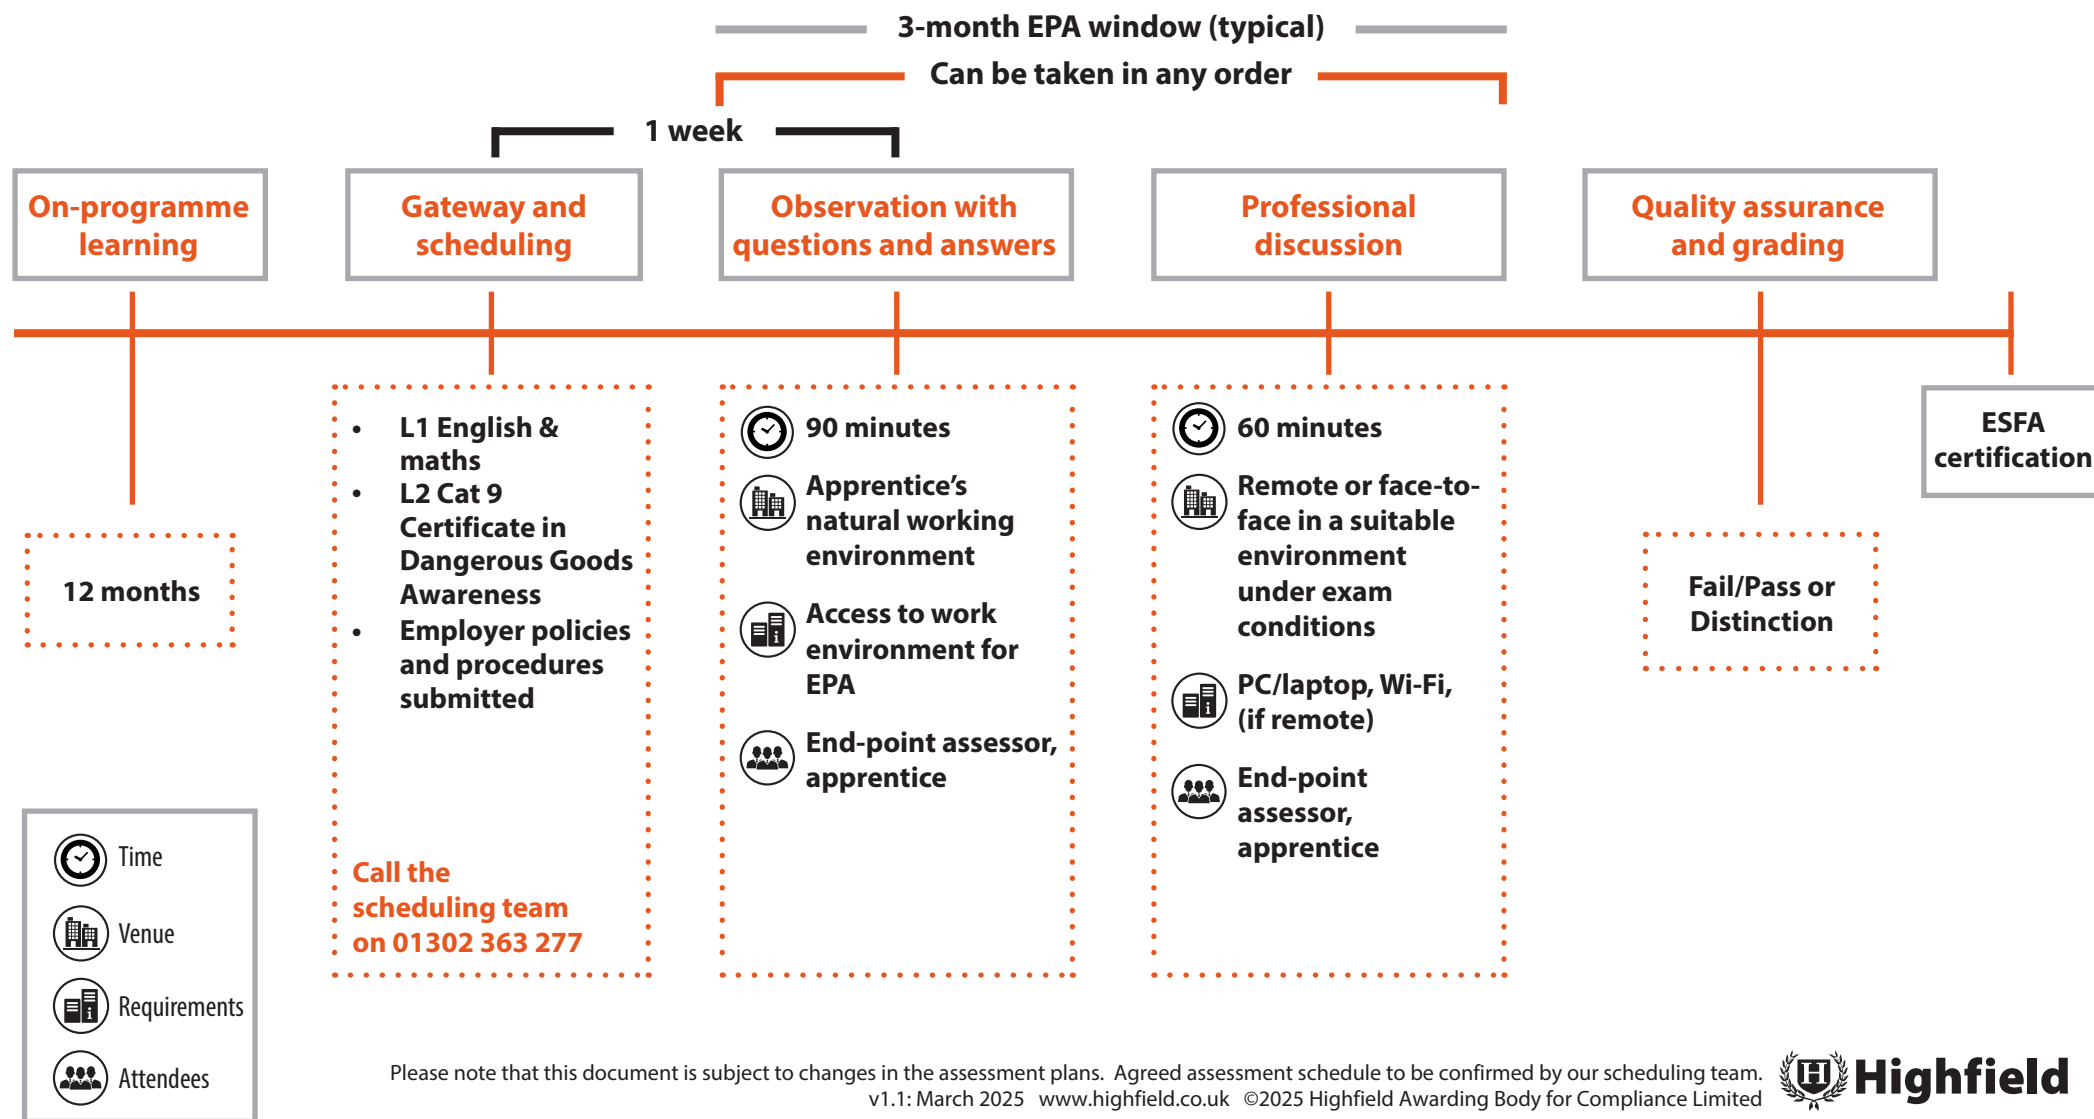 3-month EPA window (typical)
Can be taken in any order
1 week
On-programme
learning
Gateway and
scheduling
Observation with
questions and answers
Professional
discussion
Quality assurance
and grading
12 months
• L1 English &
maths
• L2 Cat 9
Certificate in
Dangerous Goods
Awareness
• Employer policies
and procedures
submitted
Call the
scheduling team
on 01302 363 277
90 minutes
Apprentice’s
natural working
environment
Access to work
environment for
EPA
End-point assessor,
apprentice
60 minutes
Remote or face-to-
face in a suitable
environment
under exam
conditions
PC/laptop, Wi-Fi,
(if remote)
End-point
assessor,
apprentice
Fail/Pass or
Distinction
ESFA
certification
Time
Venue
Requirements
Attendees
Please note that this document is subject to changes in the assessment plans. Agreed assessment schedule to be confirmed by our scheduling team.
v1.1: March 2025 www.highfield.co.uk ©2025 Highfield Awarding Body for Compliance Limited
H Highfield